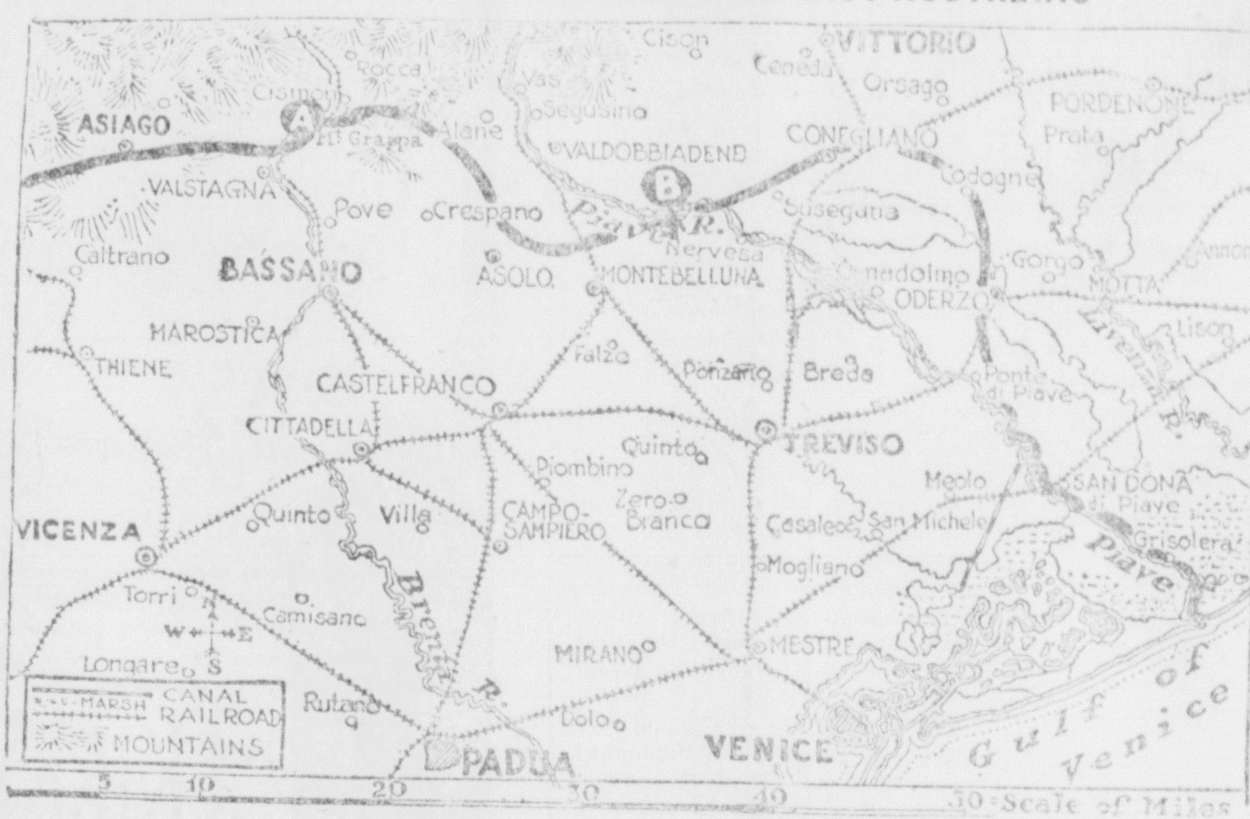 Cison
VITTORIO
Ceneda
Rocca
Vas
Orsago
Cismon
A
Segusino
PORDENONE
ASIAGO
Alane
CONEGLIANO
Prata
Mt Grappa
VALDOBBIADENO
VALSTAGNA
B
Codogne
Pove
Crespano
Piave R.
Susegana
Caltrano
Nervesa
BASSANO
ASOLO
MONTEBELLUNA
Gorgo
ODERZO
MOTTA
MAROSTICA
Lison
Livenza R.
THIENE
Falze
Ponzano
Breda
CASTELFRANCO
Ponte
di Piave
CITTADELLA
Quinto
TREVISO
Piombino
Meolo
SAN DONA
di Piave
VICENZA
Quinto
Villa
CAMPO-
SAMPIERO
Zero
Branco
Casale
San Michele
Grisolera
Piave
Mogliano
Torri
Camisano
Brenta R.
N
W E
S
MIRANO
MESTRE
Longare
CANAL
MARSH
RAILROAD
MOUNTAINS
Rutano
Dolo
VENICE
Gulf of
Venice
PADUA
5 10 20 30 40 50=Scale of Miles